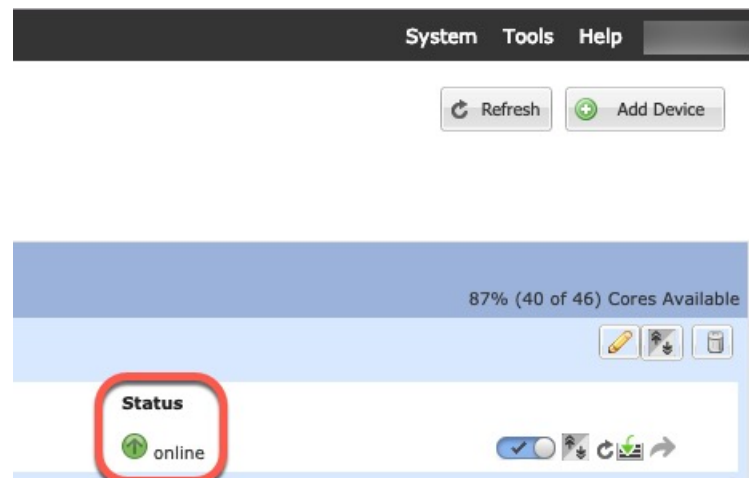 System Tools Help
Refresh Add Device
87% (40 of 46) Cores Available
Status
online